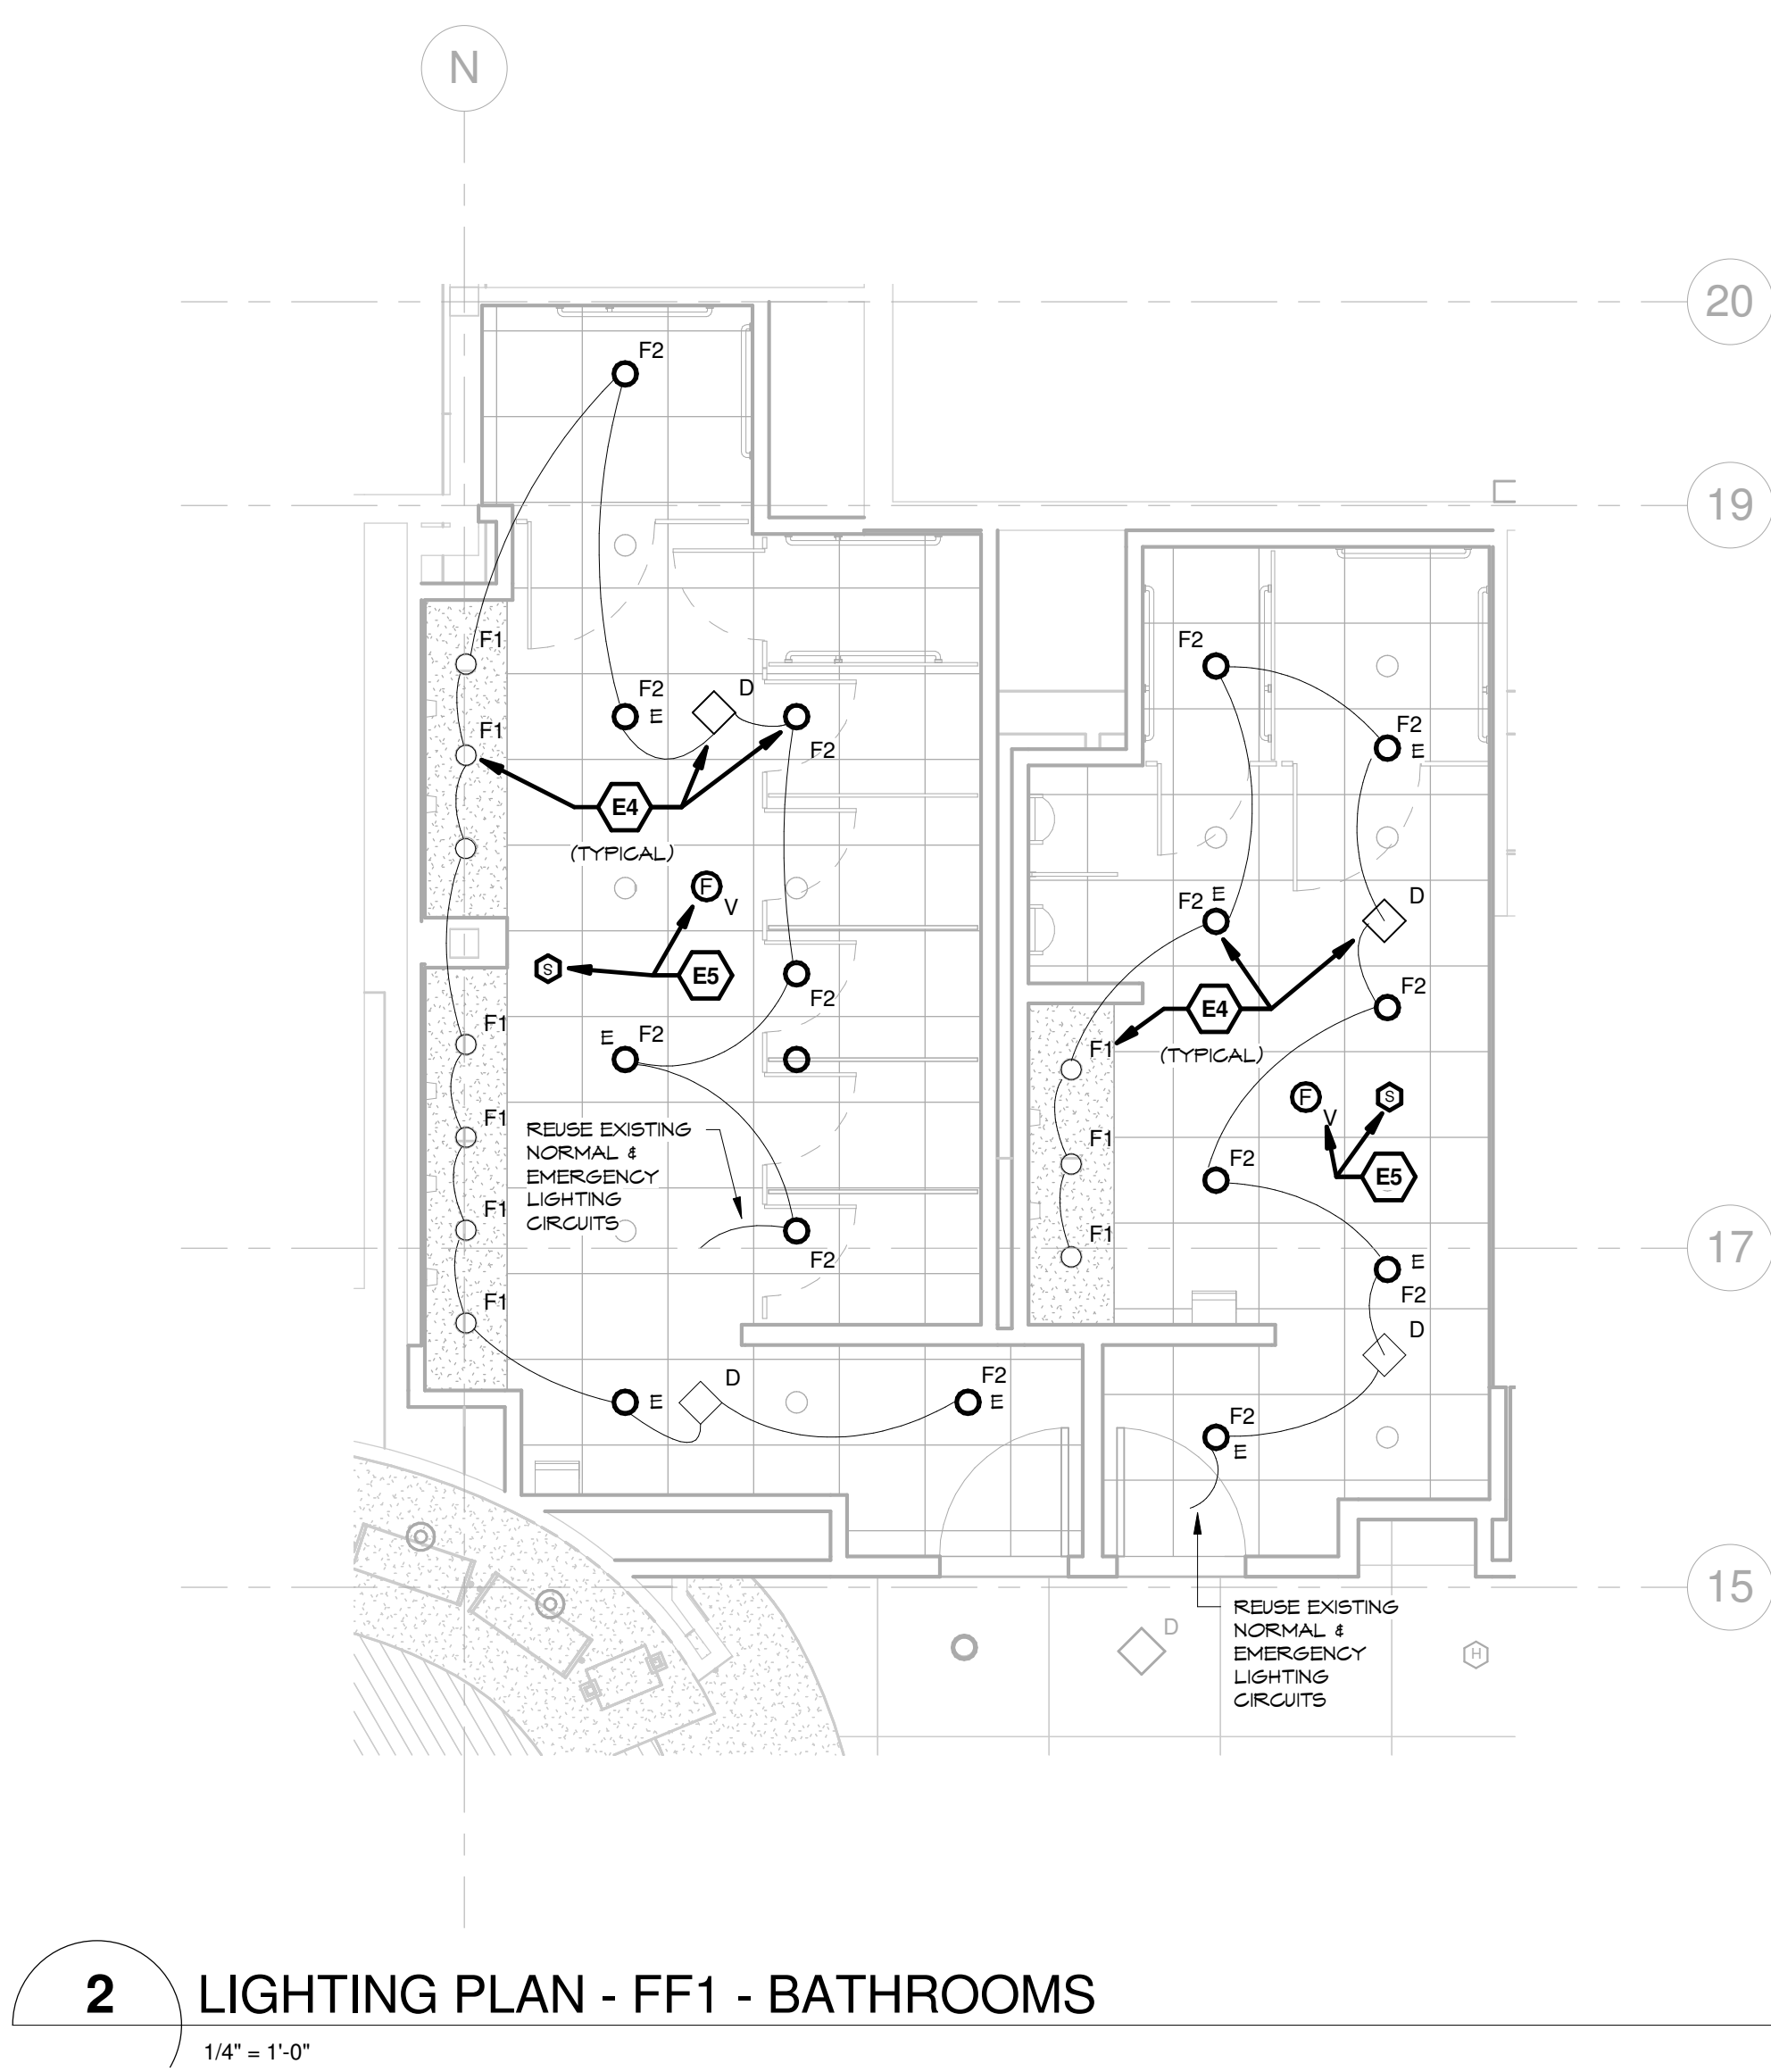 N
20
F2
19
F1
F2
F2
E
D
F1
F2
F2
E
E4
(TYPICAL)
F
V
E
F2
D
S
E5
F2
F2
E4
F1
(TYPICAL)
F1
E
F2
F
S
V
F1
REUSE EXISTING
NORMAL &
EMERGENCY
LIGHTING
CIRCUITS
F1
F2
E5
F1
F2
F1
17
E
F2
F1
D
D
F2
E
E
F2
E
15
REUSE EXISTING
NORMAL &
EMERGENCY
LIGHTING
CIRCUITS
D
H
2
LIGHTING PLAN - FF1 - BATHROOMS
1/4" = 1'-0"